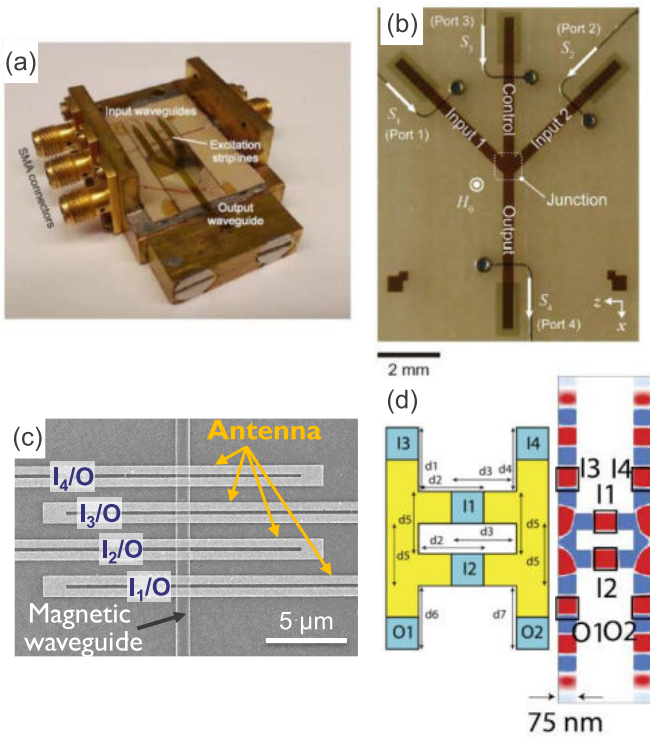 (a)
Input waveguides
Excitation
striplines
SMA connectors
Output
waveguide
(b)
(Port 3)
S3
(Port 2)
S2
S1
(Port 1)
Input 1
Control
Input 2
H0
Junction
Output
S4
(Port 4)
z
x
2 mm
(c)
Antenna
I4/O
I3/O
I2/O
I1/O
Magnetic
waveguide
5 μm
(d)
I3
I4
d1
d2
d3
d4
I1
d5
d5
d2
d3
d5
d5
I2
O1
d6
d7
O2
I3 I4
I1
I2
O1O2
75 nm